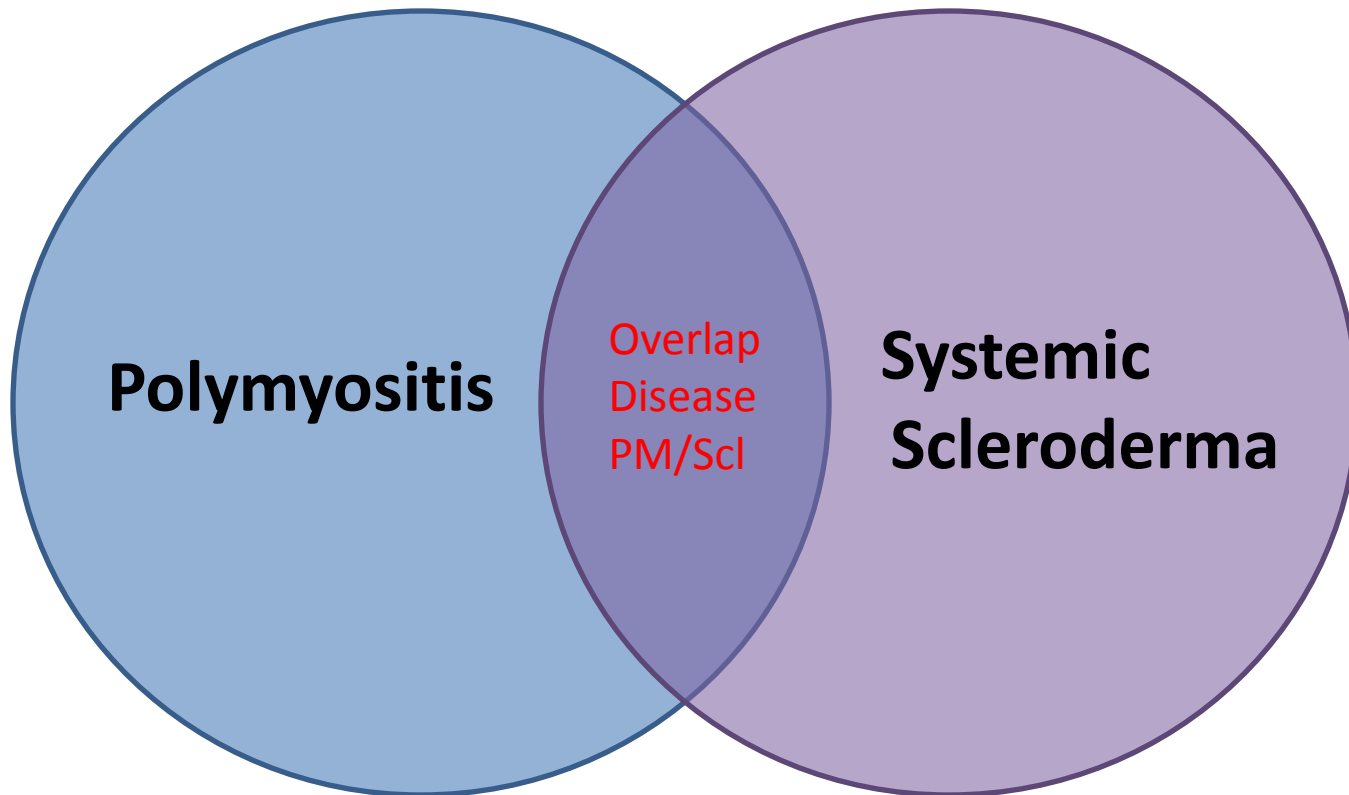 Polymyositis
Overlap
Disease
PM/Scl
Systemic
Scleroderma